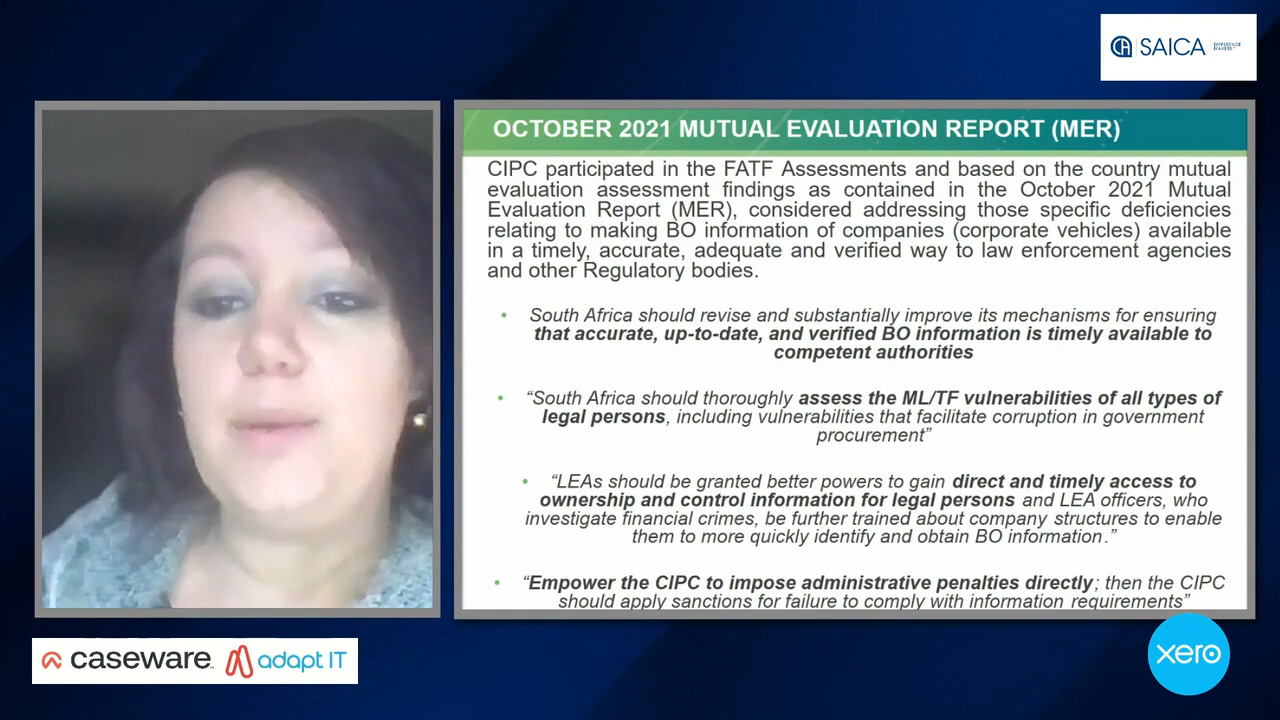 SAICA
DIFFERENCE
MAKERS
OCTOBER 2021 MUTUAL EVALUATION REPORT (MER)
CIPC participated in the FATF Assessments and based on the country mutual
evaluation assessment findings as contained in the October 2021 Mutual
Evaluation Report (MER), considered addressing those specific deficiencies
relating to making BO information of companies (corporate vehicles) available
in a timely, accurate, adequate and verified way to law enforcement agencies
and other Regulatory bodies.
• South Africa should revise and substantially improve its mechanisms for ensuring
that accurate, up-to-date, and verified BO information is timely available to
competent authorities
• “South Africa should thoroughly assess the ML/TF vulnerabilities of all types of
legal persons, including vulnerabilities that facilitate corruption in government
procurement”
• “LEAs should be granted better powers to gain direct and timely access to
ownership and control information for legal persons and LEA officers, who
investigate financial crimes, be further trained about company structures to enable
them to more quickly identify and obtain BO information.”
• “Empower the CIPC to impose administrative penalties directly; then the CIPC
should apply sanctions for failure to comply with information requirements”
caseware
adapt IT
xero